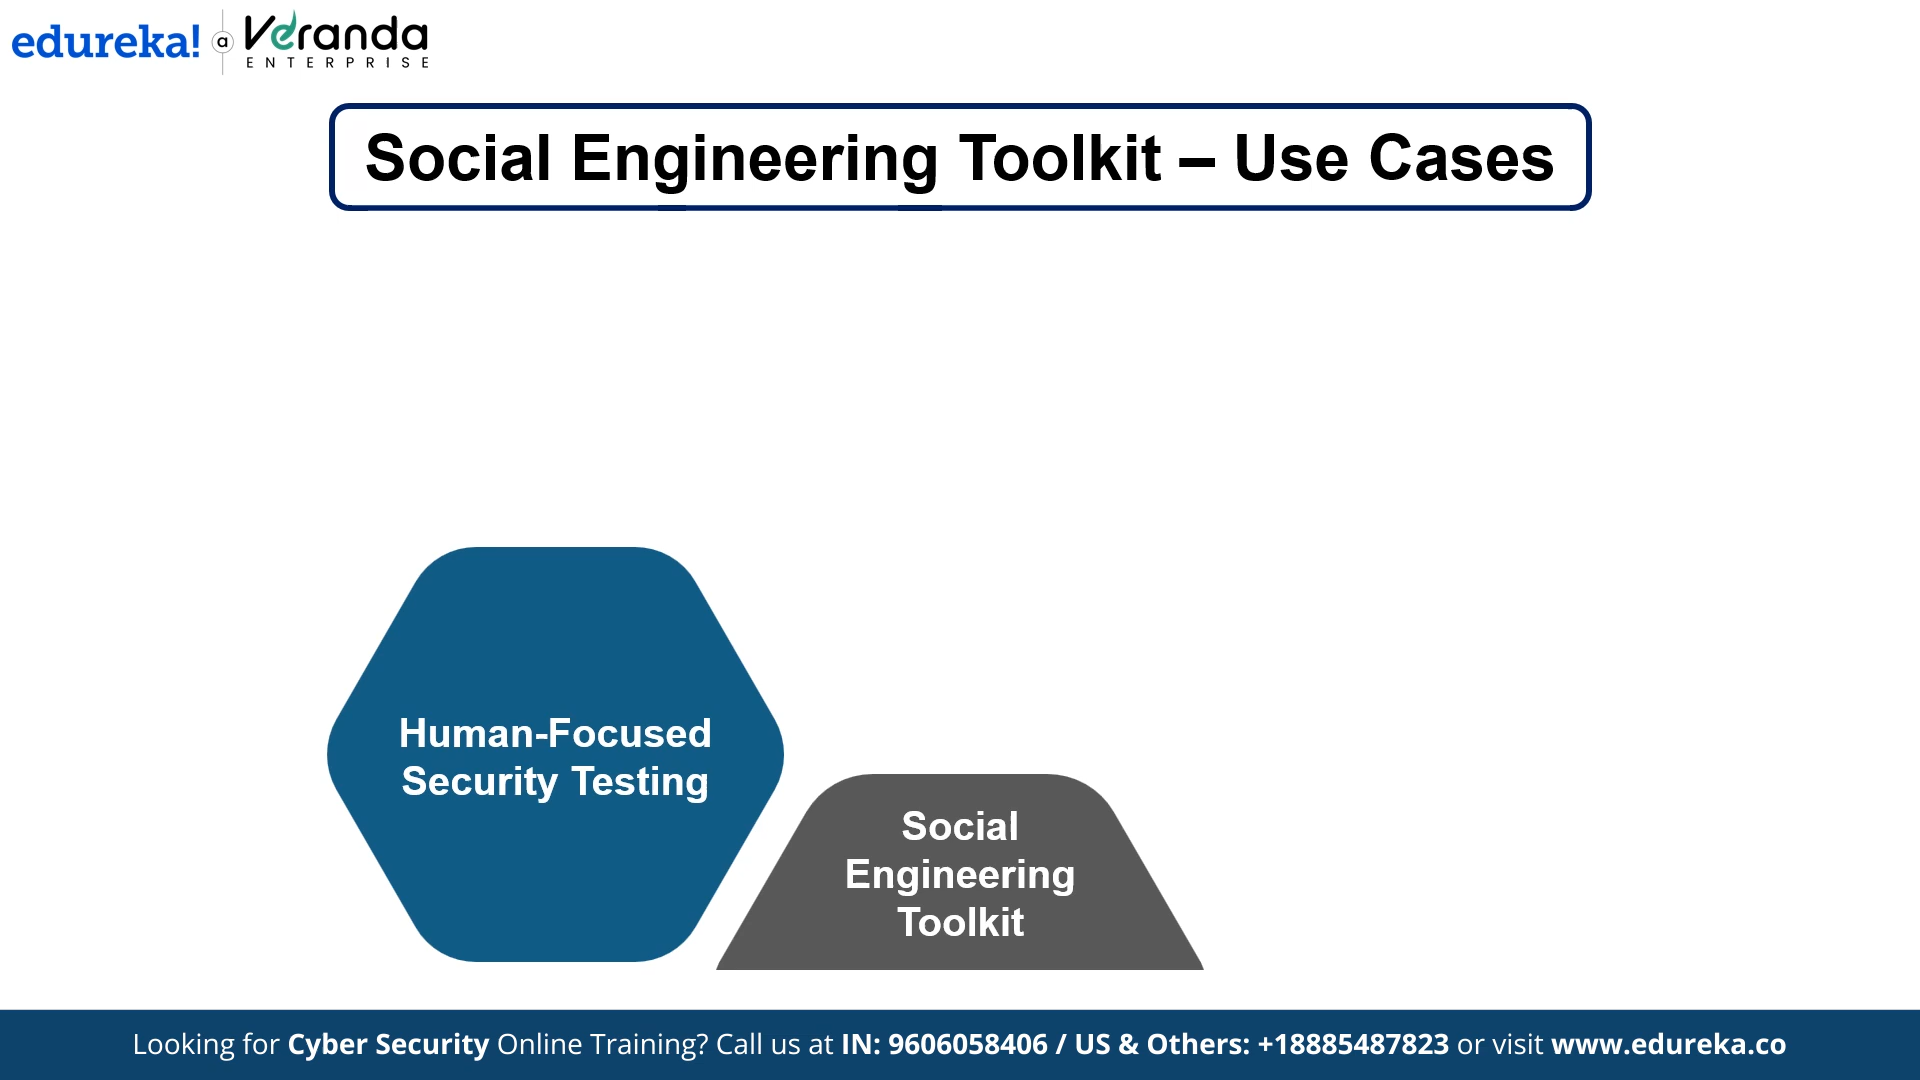 edureka! a Veranda
ENTERPRISE
Social Engineering Toolkit – Use Cases
Human-Focused
Security Testing
Social
Engineering
Toolkit
Looking for Cyber Security Online Training? Call us at IN: 9606058406 / US & Others: +18885487823 or visit www.edureka.co